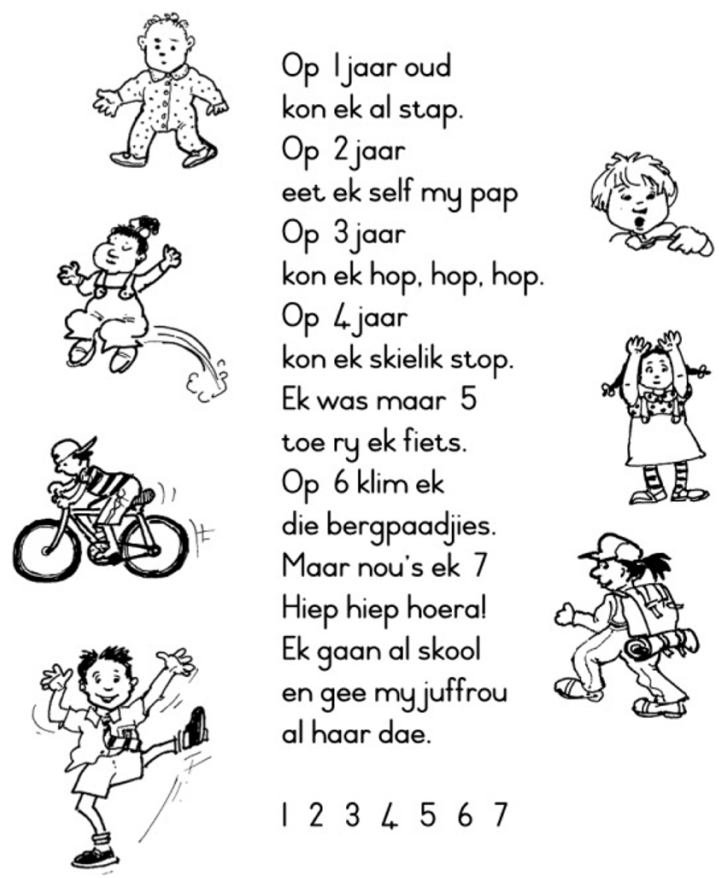 Op 1 jaar oud
kon ek al stap.
Op 2 jaar
eet ek self my pap
Op 3 jaar
kon ek hop, hop, hop.
Op 4 jaar
kon ek skielik stop.
Ek was maar 5
toe ry ek fiets.
Op 6 klim ek
die bergpaadjies.
Maar nou's ek 7
Hiep hiep hoera!
Ek gaan al skool
en gee my juffrou
al haar dae.
1 2 3 4 5 6 7